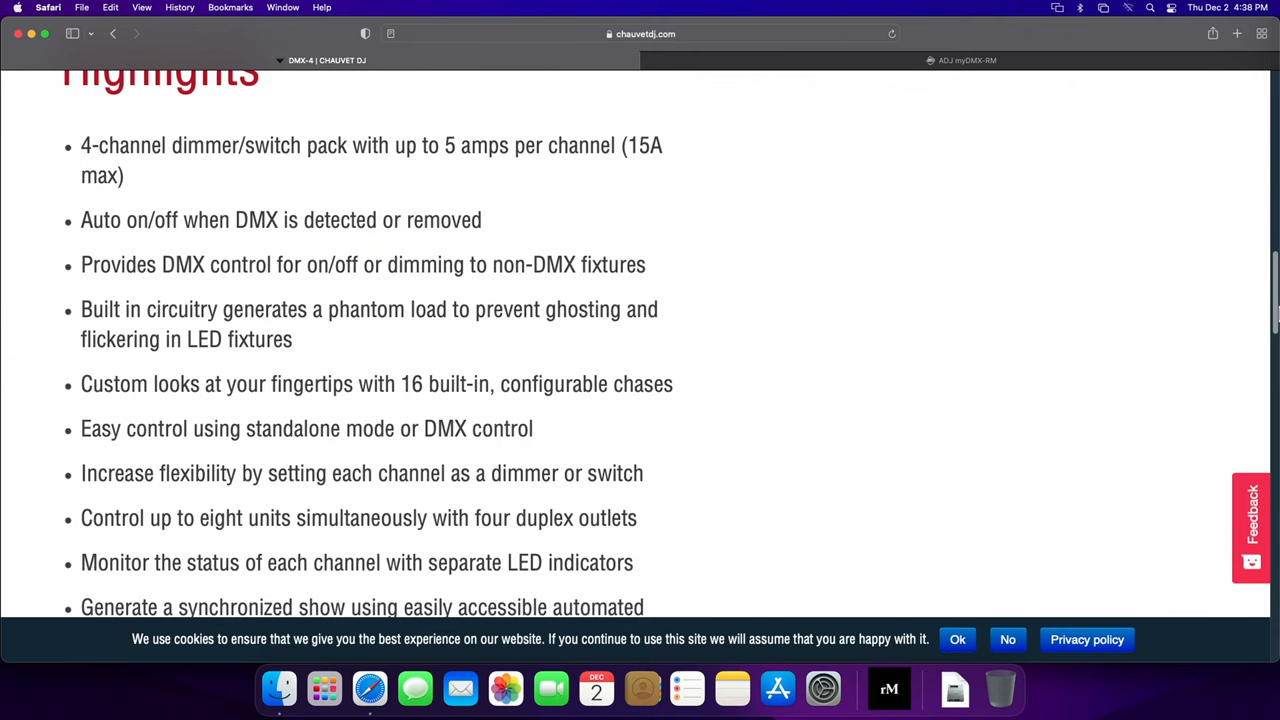 Safari File Edit View History Bookmarks Window Help Thu Dec 2 4:38 PM
chauvetdj.com
DMX-4 | CHAUVET DJ ADJ myDMX-RM
Highlights
• 4-channel dimmer/switch pack with up to 5 amps per channel (15A
max)
• Auto on/off when DMX is detected or removed
• Provides DMX control for on/off or dimming to non-DMX fixtures
• Built in circuitry generates a phantom load to prevent ghosting and
flickering in LED fixtures
• Custom looks at your fingertips with 16 built-in, configurable chases
• Easy control using standalone mode or DMX control
• Increase flexibility by setting each channel as a dimmer or switch
• Control up to eight units simultaneously with four duplex outlets
• Monitor the status of each channel with separate LED indicators
• Generate a synchronized show using easily accessible automated
Feedback
We use cookies to ensure that we give you the best experience on our website. If you continue to use this site we will assume that you are happy with it. Ok No Privacy policy
DEC
2
rM